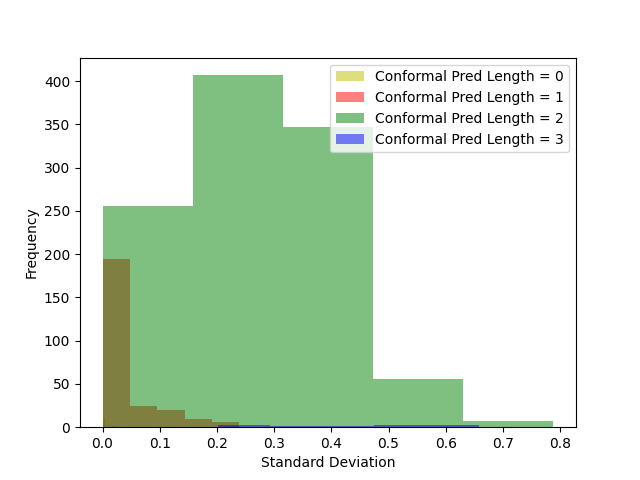 Conformal Pred Length = 0
Conformal Pred Length = 1
Conformal Pred Length = 2
Conformal Pred Length = 3
400
350
300
250
200
150
100
50
0
Frequency
0.0 0.1 0.2 0.3 0.4 0.5 0.6 0.7 0.8
Standard Deviation